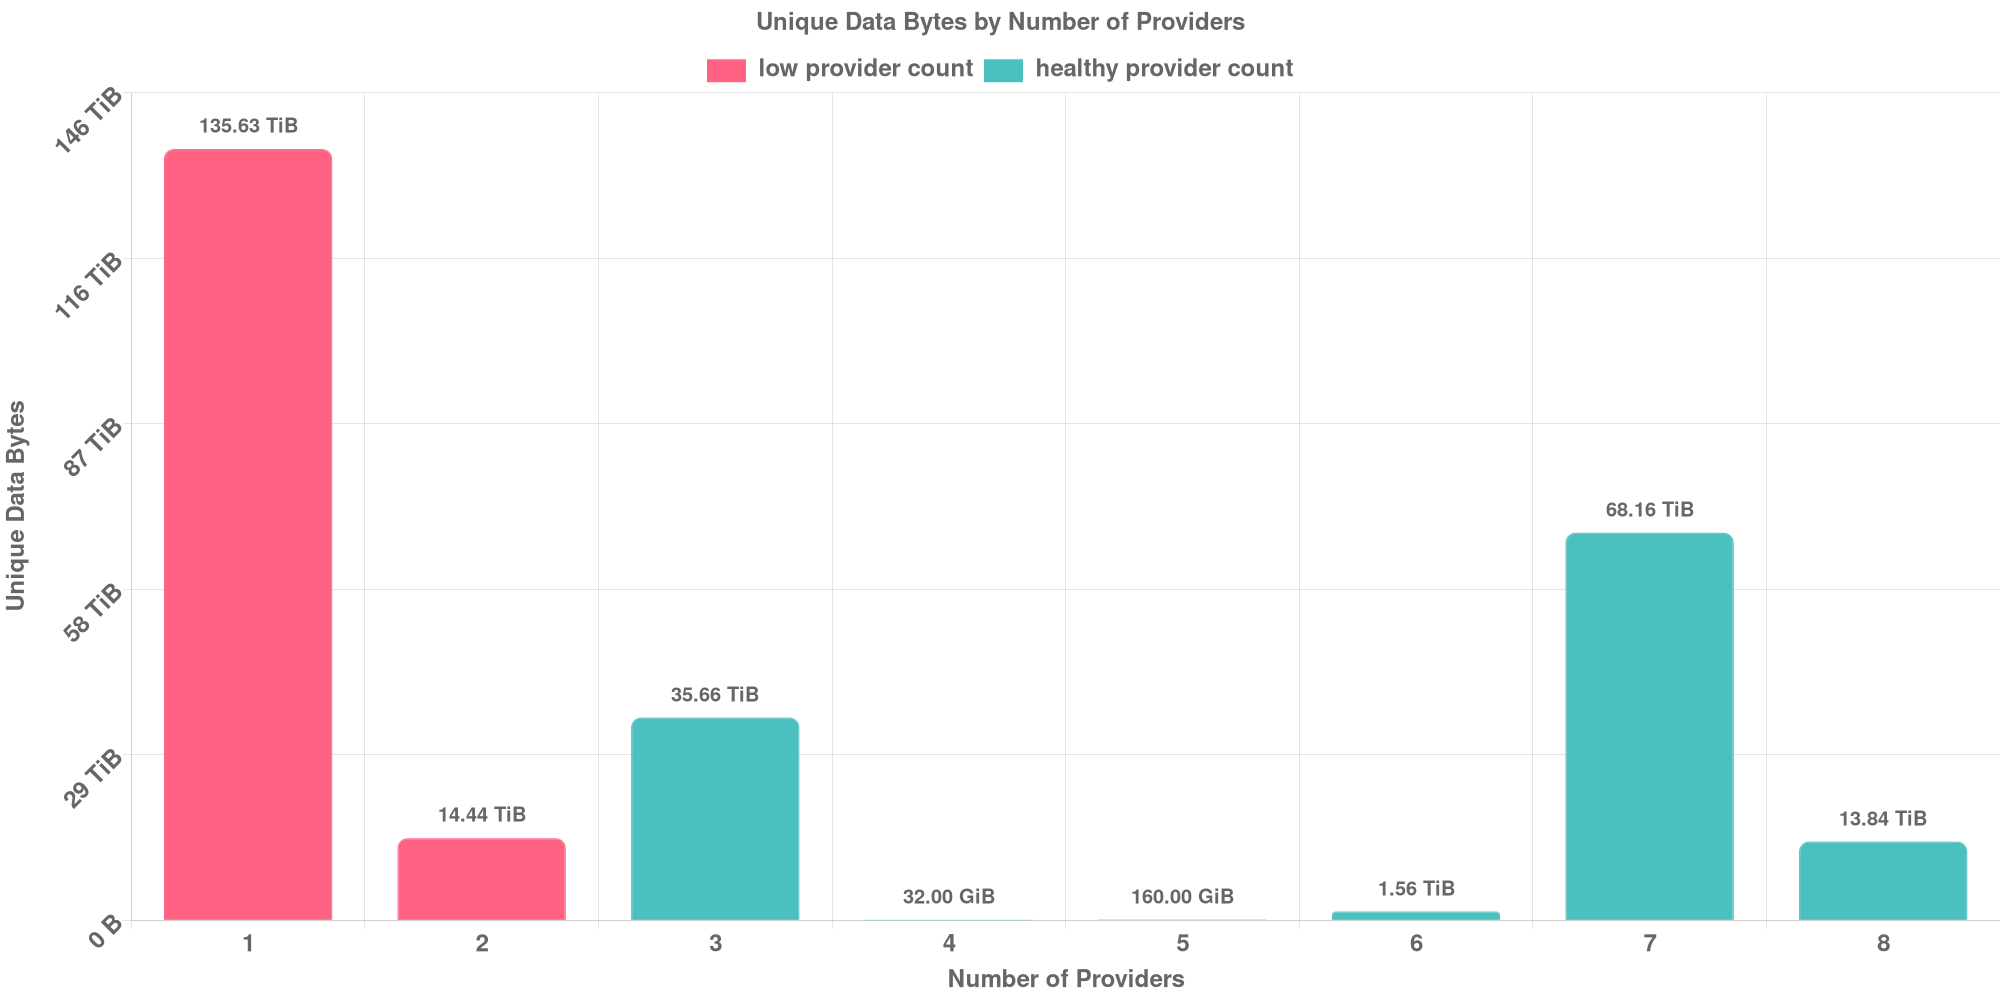 Unique Data Bytes by Number of Providers
low provider count healthy provider count
146 TiB
116 TiB
87 TiB
58 TiB
29 TiB
0 B
Unique Data Bytes
135.63 TiB
14.44 TiB
35.66 TiB
32.00 GiB
160.00 GiB
1.56 TiB
68.16 TiB
13.84 TiB
1 2 3 4 5 6 7 8
Number of Providers